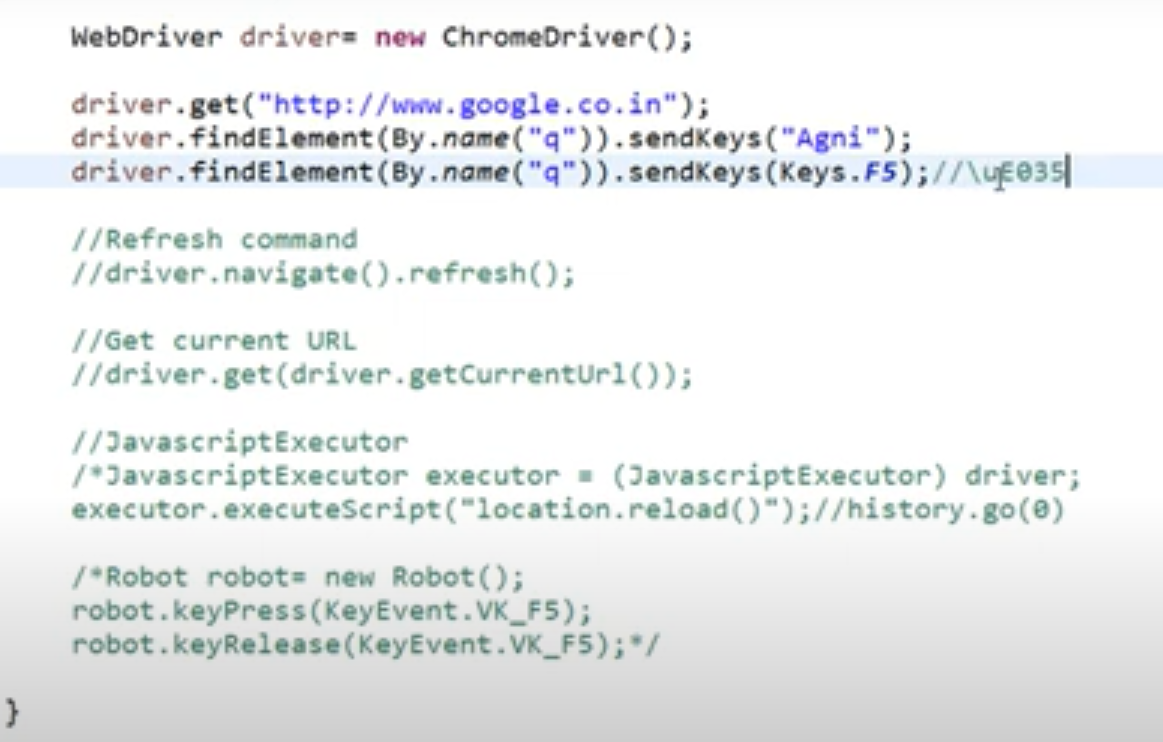 WebDriver driver= new ChromeDriver();
driver.get("http://www.google.co.in");
driver.findElement(By.name("q")).sendKeys("Agni");
driver.findElement(By.name("q")).sendKeys(Keys.F5);//\uE035
//Refresh command
//driver.navigate().refresh();
//Get current URL
//driver.get(driver.getCurrentUrl());
//JavascriptExecutor
/*JavascriptExecutor executor = (JavascriptExecutor) driver;
executor.executeScript("location.reload()");//history.go(0)
/*Robot robot= new Robot();
robot.keyPress(KeyEvent.VK_F5);
robot.keyRelease(KeyEvent.VK_F5);*/
}